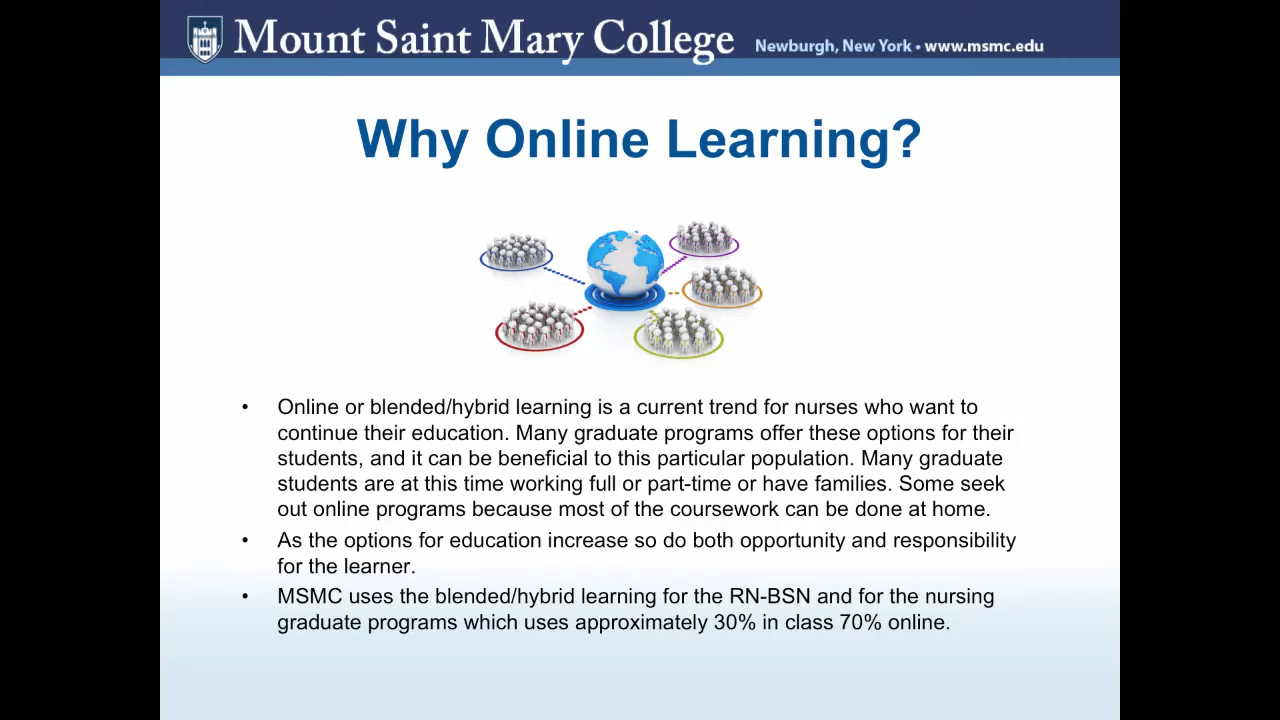 Mount Saint Mary College Newburgh, New York • www.msmc.edu
Why Online Learning?
• Online or blended/hybrid learning is a current trend for nurses who want to
continue their education. Many graduate programs offer these options for their
students, and it can be beneficial to this particular population. Many graduate
students are at this time working full or part-time or have families. Some seek
out online programs because most of the coursework can be done at home.
• As the options for education increase so do both opportunity and responsibility
for the learner.
• MSMC uses the blended/hybrid learning for the RN-BSN and for the nursing
graduate programs which uses approximately 30% in class 70% online.